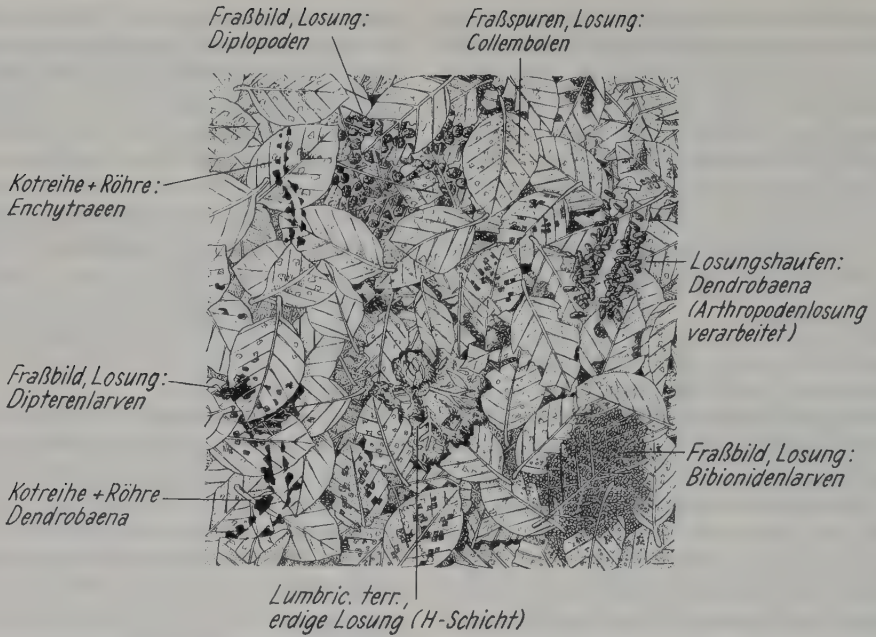 Fraßbild, Losung:
Diplopoden
Fraßspuren, Losung:
Collembolen
Kotreihe + Röhre:
Enchytraeen
Losungshaufen:
Dendrobaena
(Arthropodenlosung
verarbeitet)
Fraßbild, Losung:
Dipterenlarven
Fraßbild, Losung:
Bibionidenlarven
Kotreihe + Röhre
Dendrobaena
Lumbric. terr.,
erdige Losung (H-Schicht)